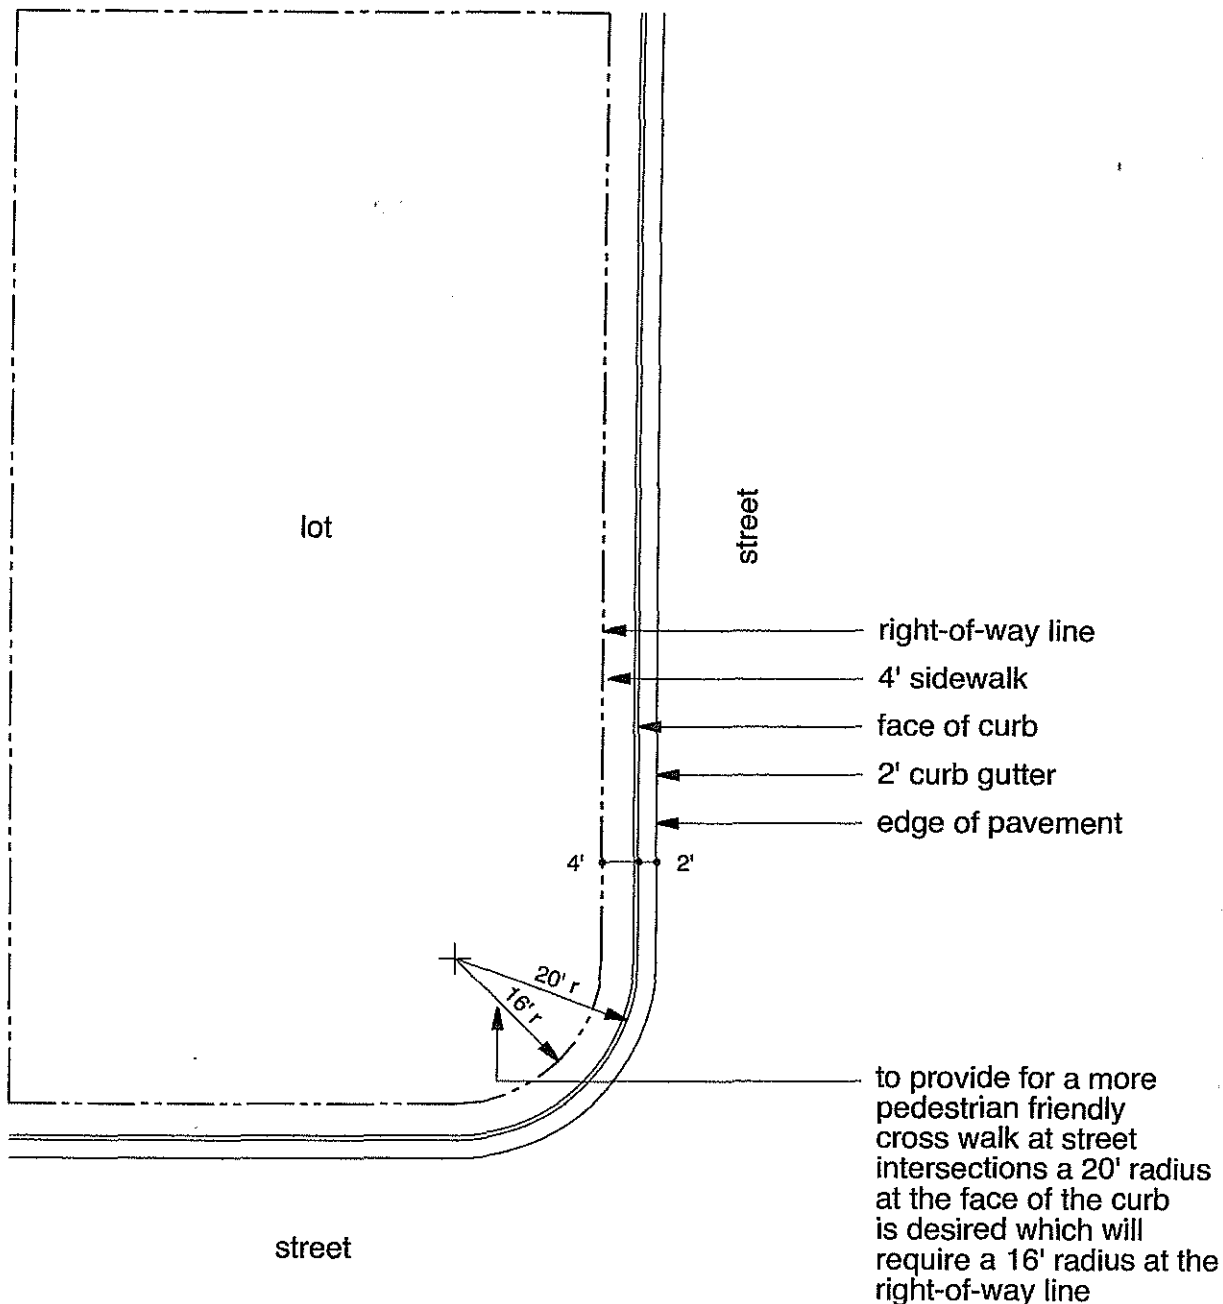 lot
street
right-of-way line
4' sidewalk
face of curb
2' curb gutter
edge of pavement
4'
2'
20' r
16' r
to provide for a more
pedestrian friendly
cross walk at street
intersections a 20' radius
at the face of the curb
is desired which will
require a 16' radius at the
right-of-way line
street